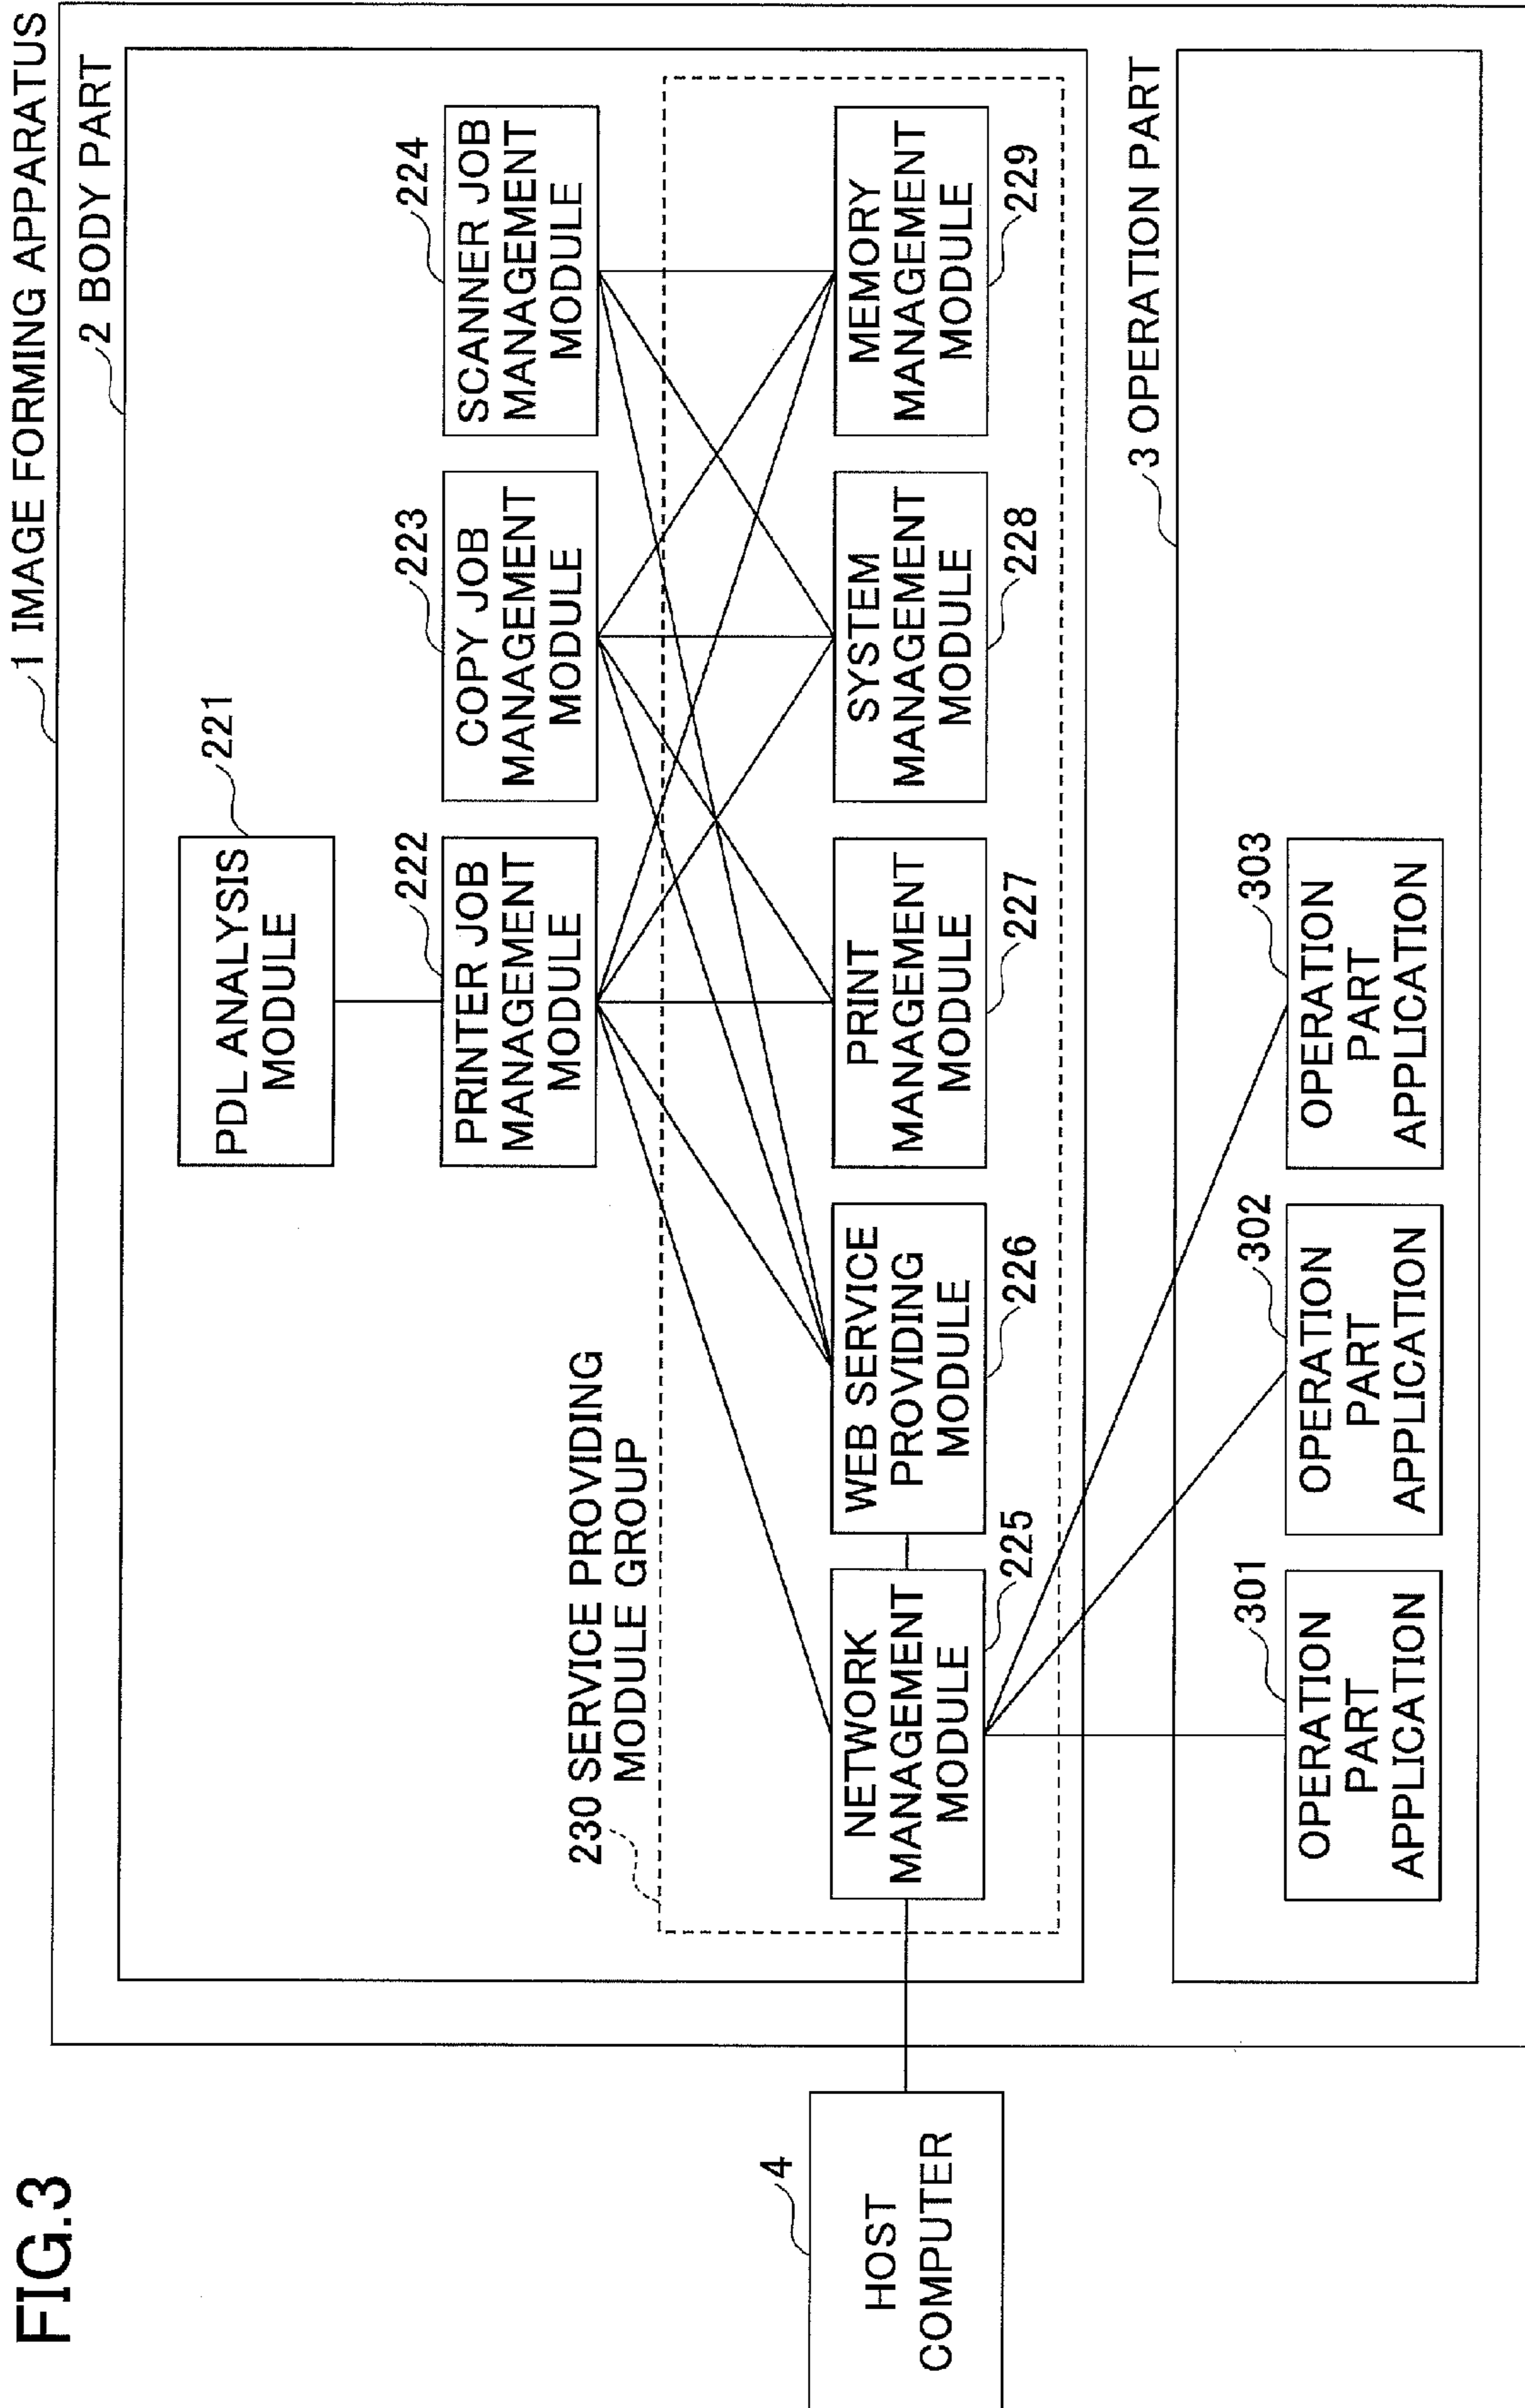 FIG.3
1 IMAGE FORMING APPARATUS
2 BODY PART
PDL ANALYSIS
MODULE
221
222
PRINTER JOB
MANAGEMENT
MODULE
223
COPY JOB
MANAGEMENT
MODULE
224
SCANNER JOB
MANAGEMENT
MODULE
230 SERVICE PROVIDING
MODULE GROUP
NETWORK
MANAGEMENT
MODULE
225
WEB SERVICE
PROVIDING
MODULE
226
PRINT
MANAGEMENT
MODULE
227
SYSTEM
MANAGEMENT
MODULE
228
MEMORY
MANAGEMENT
MODULE
229
4
HOST
COMPUTER
3 OPERATION PART
301
OPERATION
PART
APPLICATION
302
OPERATION
PART
APPLICATION
303
OPERATION
PART
APPLICATION